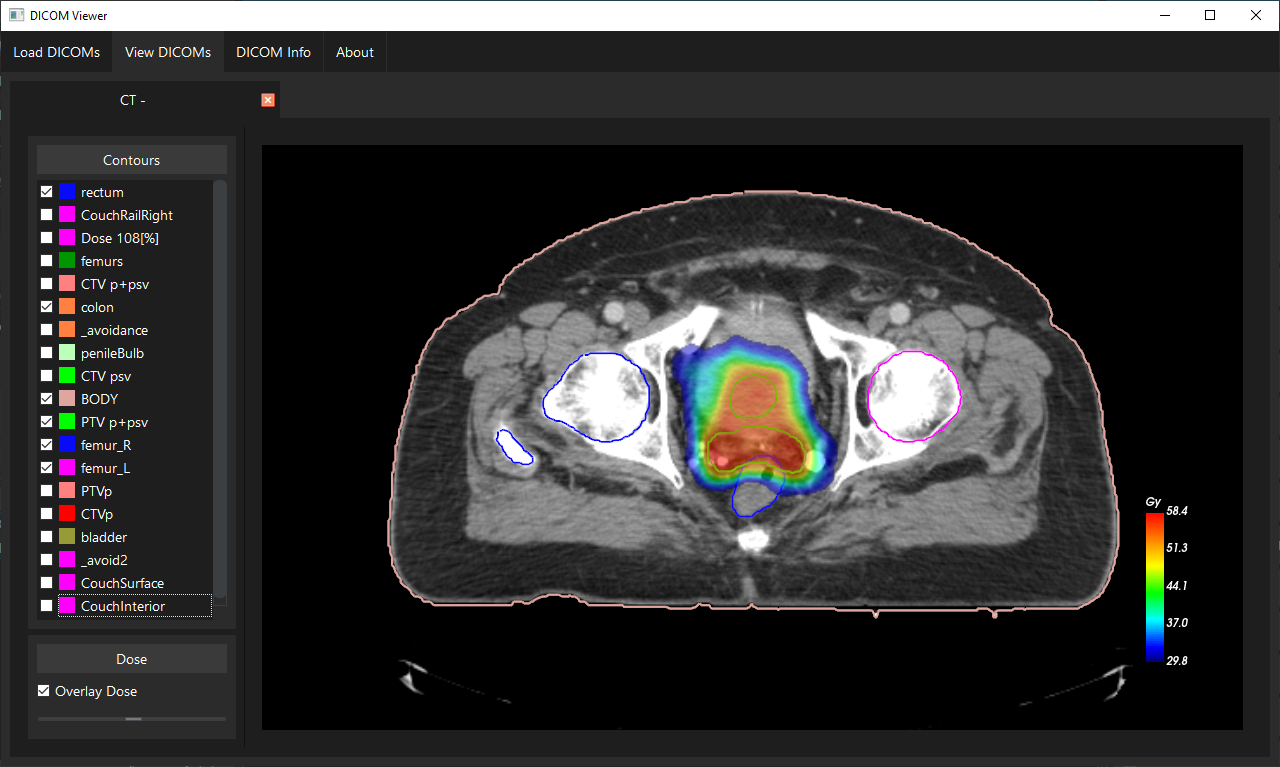 DICOM Viewer
Load DICOMs
View DICOMs
DICOM Info
About
CT -
Contours
rectum
CouchRailRight
Dose 108[%]
femurs
CTV p+psv
colon
_avoidance
penileBulb
CTV psv
BODY
PTV p+psv
femur_R
femur_L
PTVp
CTVp
bladder
_avoid2
CouchSurface
CouchInterior
Dose
Overlay Dose
Gy
58.4
51.3
44.1
37.0
29.8